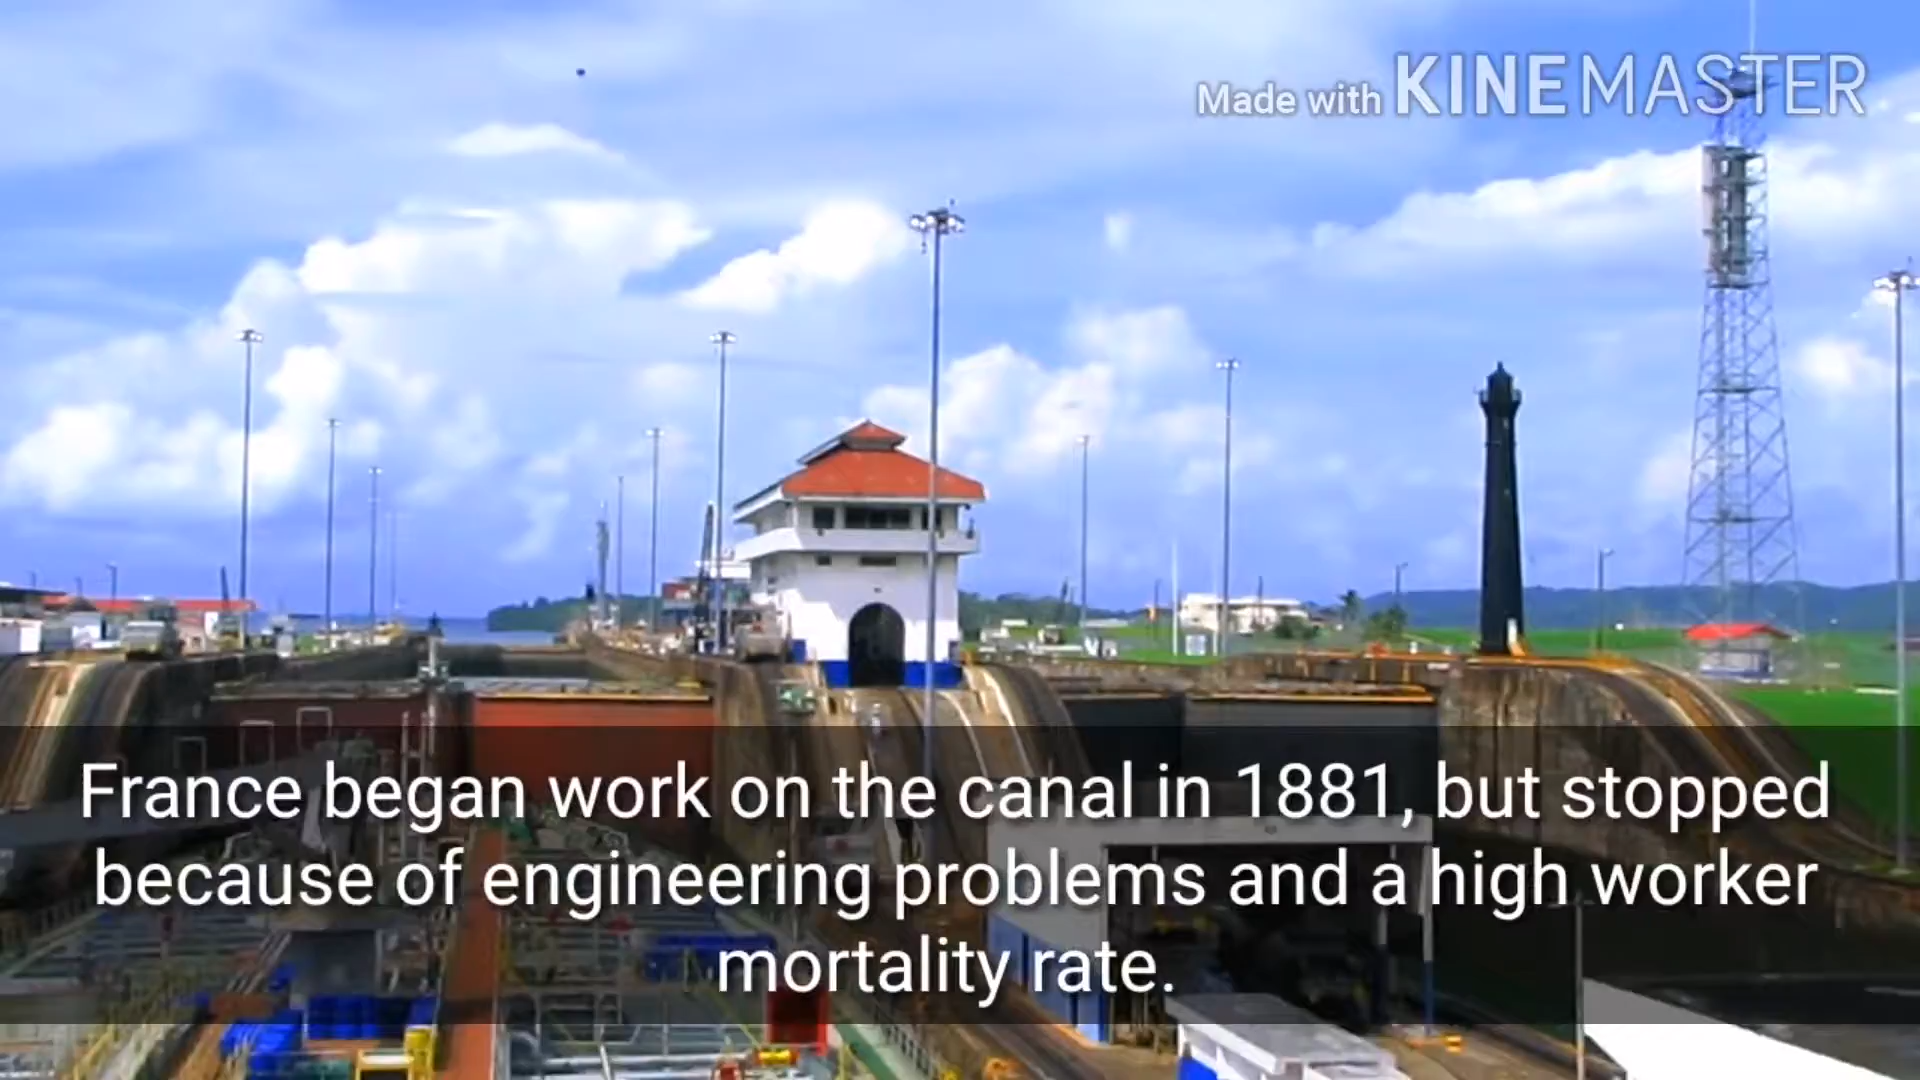 Made with KINEMASTER
France began work on the canal in 1881, but stopped
because of engineering problems and a high worker
mortality rate.